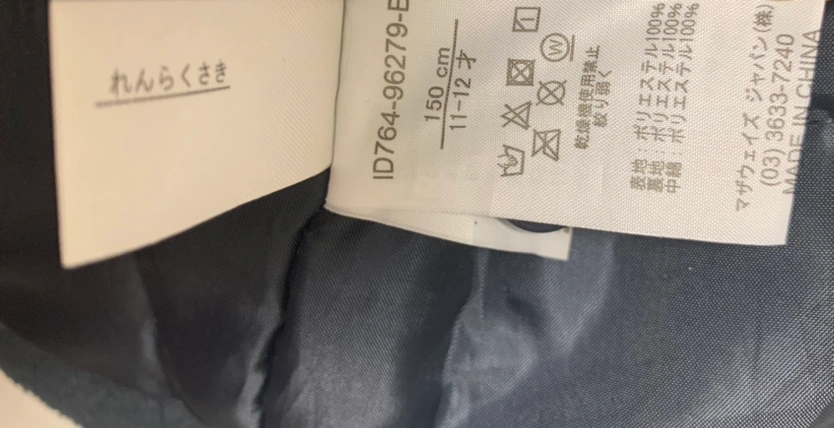 れんらくさき
ID764-96279-B
150 cm
11-12 才
W
乾燥機使用禁止
絞り弱く
表地：ポリエステル100%
裏地：ポリエステル100%
中綿：ポリエステル100%
マザウェイズ ジャパン(株)
(03) 3633-7240
MADE IN CHINA